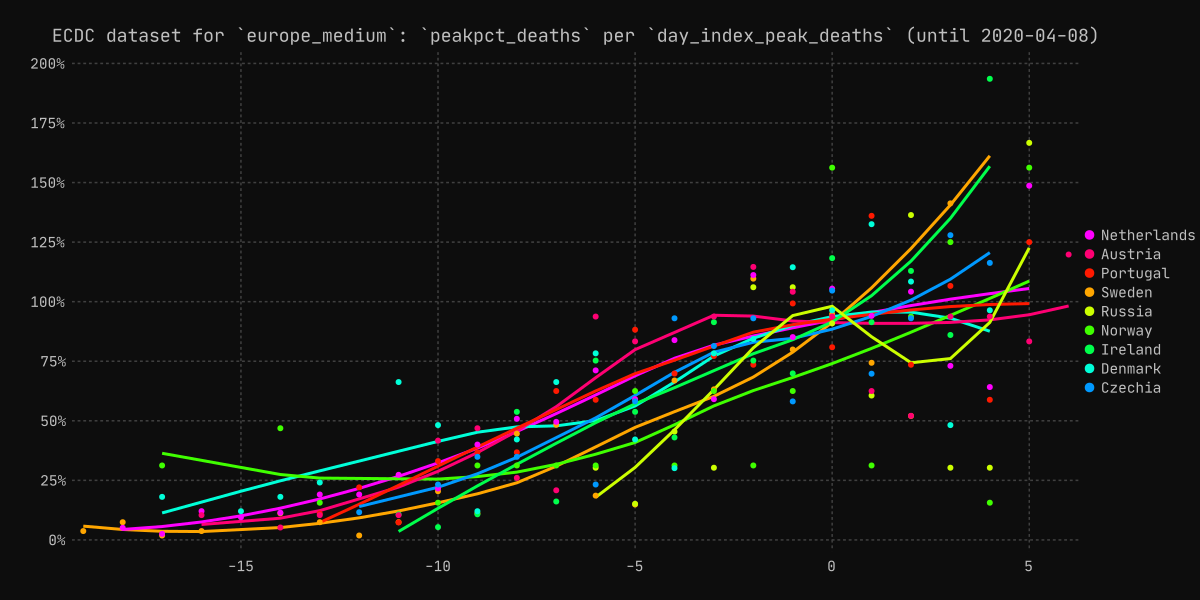 ECDC dataset for `europe_medium`: `peakpct_deaths` per `day_index_peak_deaths` (until 2020-04-08)
200%
175%
150%
125%
100%
75%
50%
25%
0%
-15
-10
-5
0
5
Netherlands
Austria
Portugal
Sweden
Russia
Norway
Ireland
Denmark
Czechia